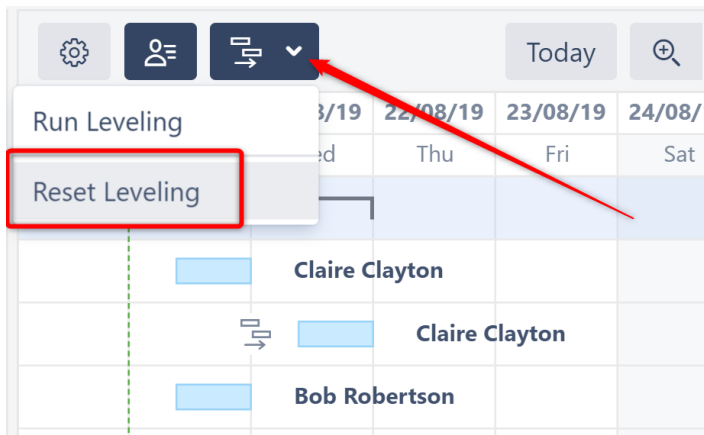 Today
Run Leveling
3/19 22/08/19 23/08/19 24/08/
ed Thu Fri Sat
Reset Leveling
Claire Clayton
Claire Clayton
Bob Robertson